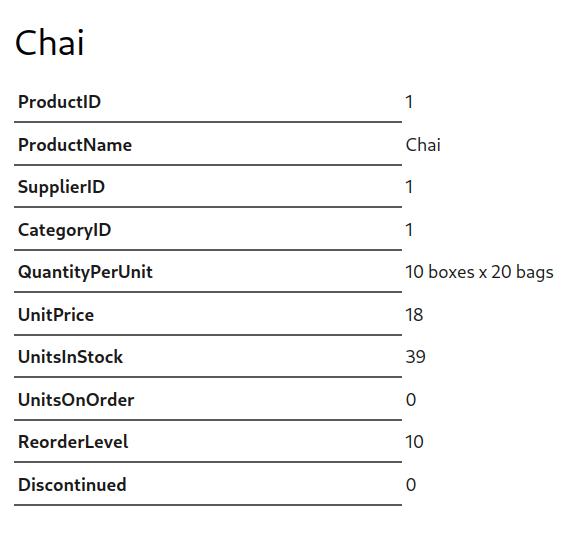 Chai
ProductID 1
ProductName Chai
SupplierID 1
CategoryID 1
QuantityPerUnit 10 boxes x 20 bags
UnitPrice 18
UnitsInStock 39
UnitsOnOrder 0
ReorderLevel 10
Discontinued 0